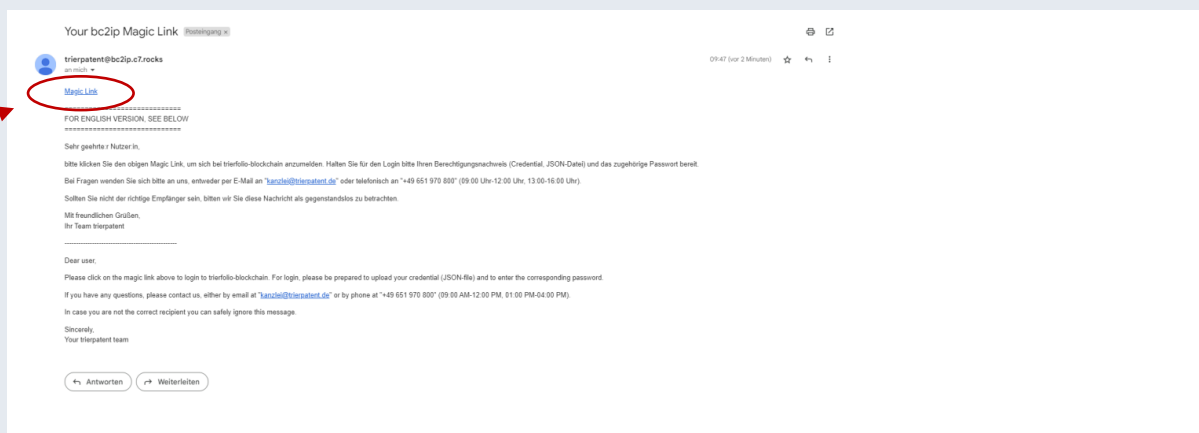 Your bc2ip Magic Link Posteingang ×
trierpatent@bc2ip.c7.rocks
09:47 (vor 2 Minuten)
an mich
Magic Link
=============================
FOR ENGLISH VERSION, SEE BELOW
=============================
Sehr geehrte:r Nutzer:in,
bitte klicken Sie den obigen Magic Link, um sich bei trierfolio-blockchain anzumelden. Halten Sie für den Login bitte Ihren Berechtigungsnachweis (Credential, JSON-Datei) und das zugehörige Passwort bereit.
Bei Fragen wenden Sie sich bitte an uns, entweder per E-Mail an "kanzlei@trierpatent.de" oder telefonisch an "+49 651 970 800" (09:00 Uhr-12:00 Uhr, 13:00-16:00 Uhr).
Sollten Sie nicht der richtige Empfänger sein, bitten wir Sie diese Nachricht als gegenstandslos zu betrachten.
Mit freundlichen Grüßen,
Ihr Team trierpatent
--------------------------------------------
Dear user,
Please click on the magic link above to login to trierfolio-blockchain. For login, please be prepared to upload your credential (JSON-file) and to enter the corresponding password.
If you have any questions, please contact us, either by email at "kanzlei@trierpatent.de" or by phone at "+49 651 970 800" (09:00 AM-12:00 PM, 01:00 PM-04:00 PM).
In case you are not the correct recipient you can safely ignore this message.
Sincerely,
Your trierpatent team
Antworten
Weiterleiten